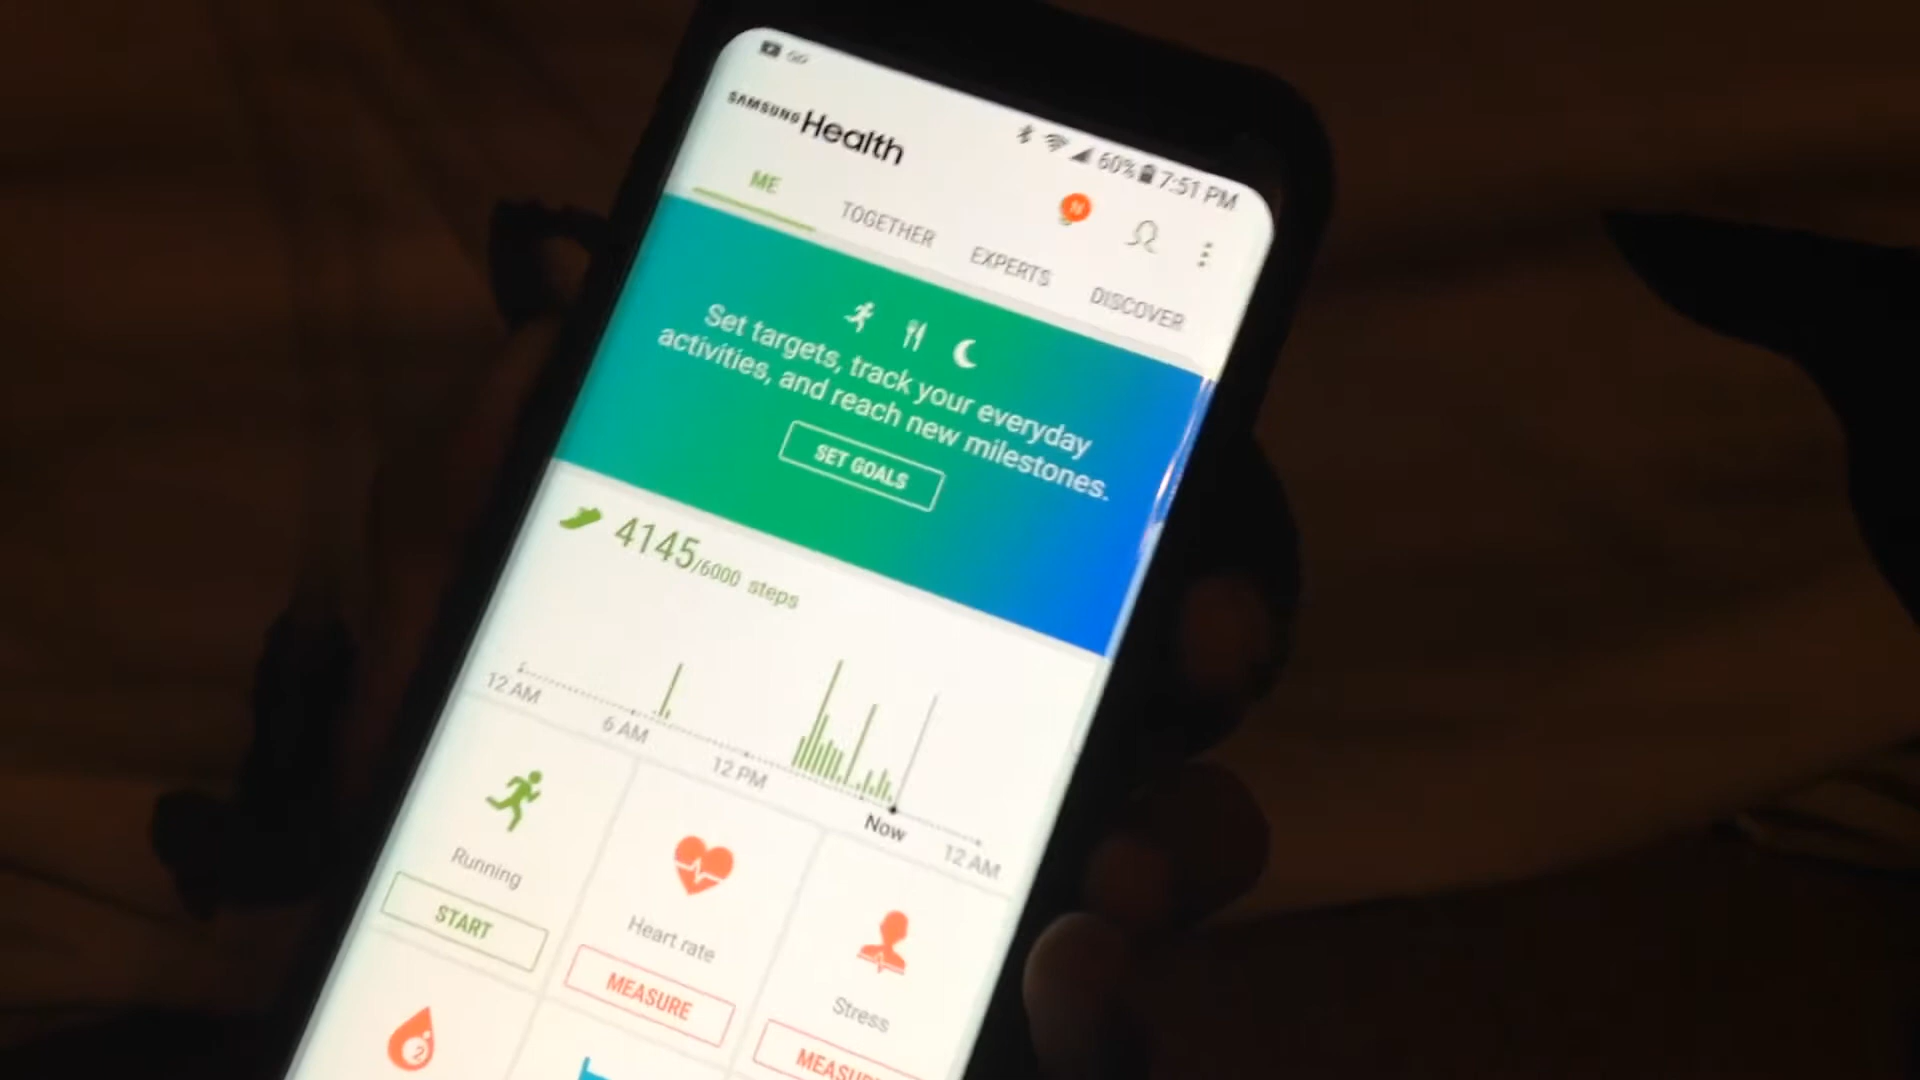 60% 7:51 PM
SAMSUNG Health
N
ME TOGETHER EXPERTS DISCOVER
Set targets, track your everyday
activities, and reach new milestones.
SET GOALS
4145/6000 steps
12 AM 6 AM 12 PM Now 12 AM
Running
START
Heart rate
MEASURE
Stress
MEASURE
2